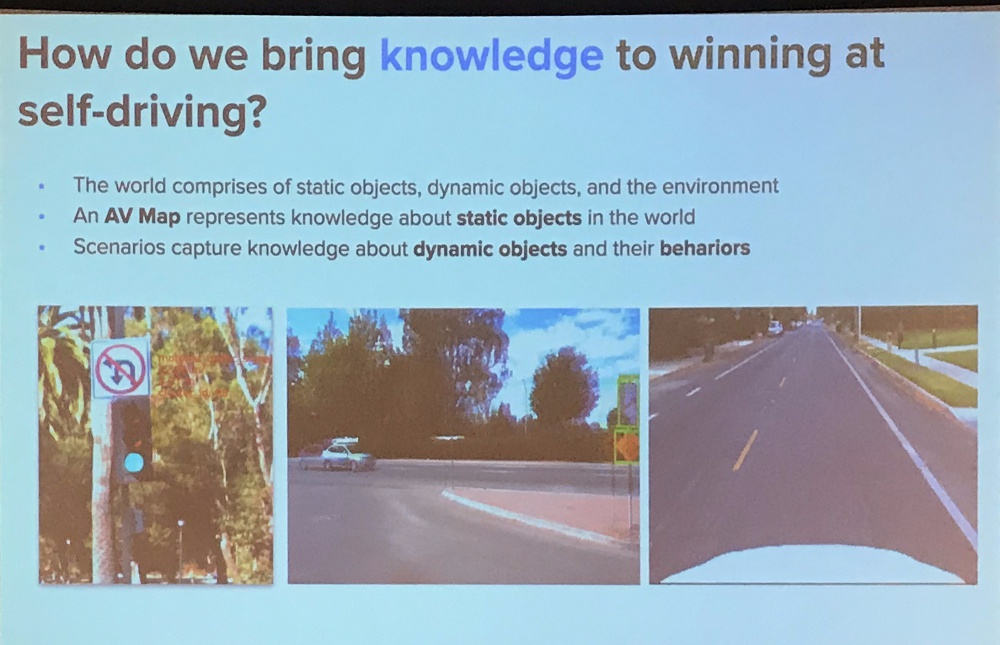 How do we bring knowledge to winning at
self-driving?
The world comprises of static objects, dynamic objects, and the environment
An AV Map represents knowledge about static objects in the world
Scenarios capture knowledge about dynamic objects and their behariors